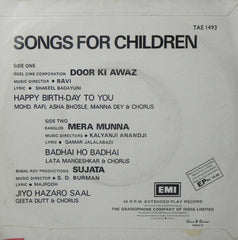 TAE 1493
SONGS FOR CHILDREN
SIDE ONE
GOEL CINE CORPORATION DOOR KI AWAZ
MUSIC DIRECTOR • RAVI
LYRIC • SHAKEEL BADAYUNI
HAPPY BIRTH-DAY TO YOU
MOHD. RAFI, ASHA BHOSLE, MANNA DEY & CHORUS
SIDE TWO
RANGLOK MERA MUNNA
MUSIC DIRECTORS • KALYANJI ANANDJI
LYRIC • QAMAR JALALABADI
BADHAI HO BADHAI
LATA MANGESHKAR & CHORUS
BIMAL ROY PRODUCTIONS SUJATA
MUSIC DIRECTOR • S. D. BURMAN
LYRIC • MAJROOH
JIYO HAZARO SAAL
GEETA DUTT & CHORUS
EMI
45 R.P.M. EXTENDED PLAY RECORD
THE GRAMOPHONE COMPANY OF INDIA LIMITED